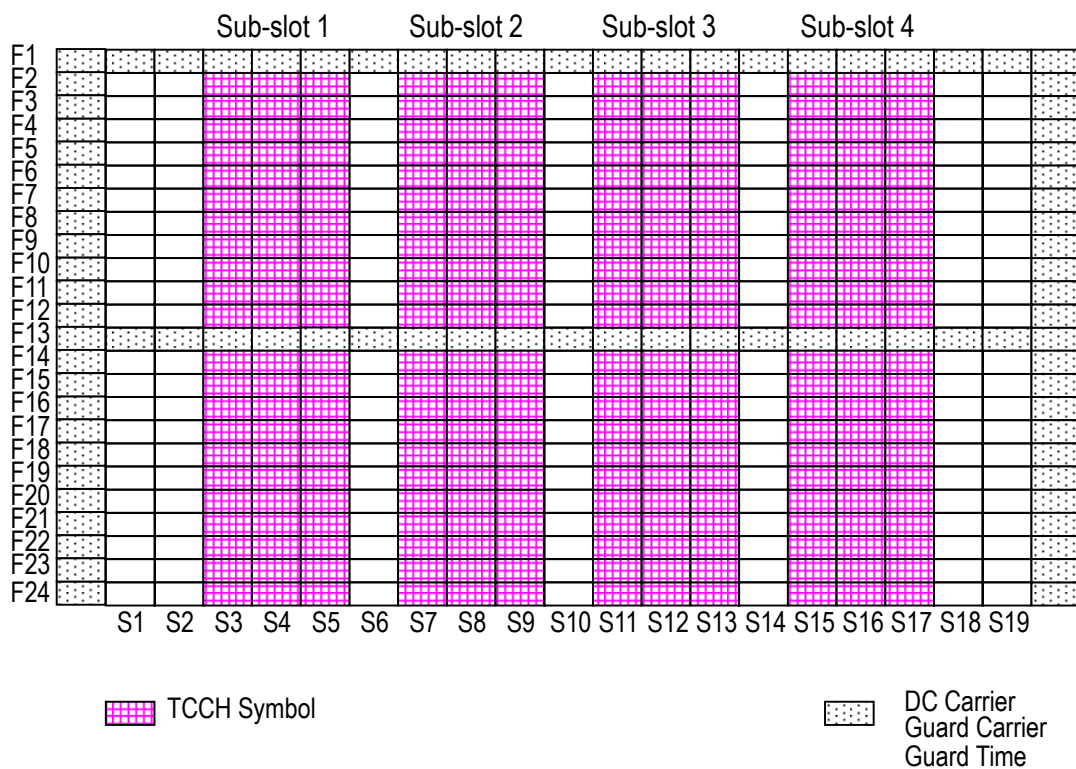 Sub-slot 1 Sub-slot 2 Sub-slot 3 Sub-slot 4
F1
F2
F3
F4
F5
F6
F7
F8
F9
F10
F11
F12
F13
F14
F15
F16
F17
F18
F19
F20
F21
F22
F23
F24
S1 S2 S3 S4 S5 S6 S7 S8 S9 S10 S11 S12 S13 S14 S15 S16 S17 S18 S19
TCCH Symbol
DC Carrier
Guard Carrier
Guard Time